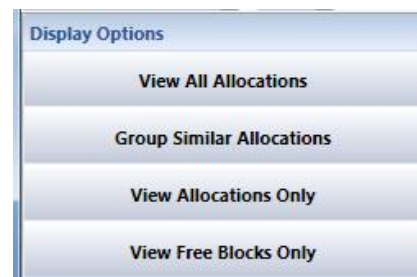 Display Options
View All Allocations
Group Similar Allocations
View Allocations Only
View Free Blocks Only